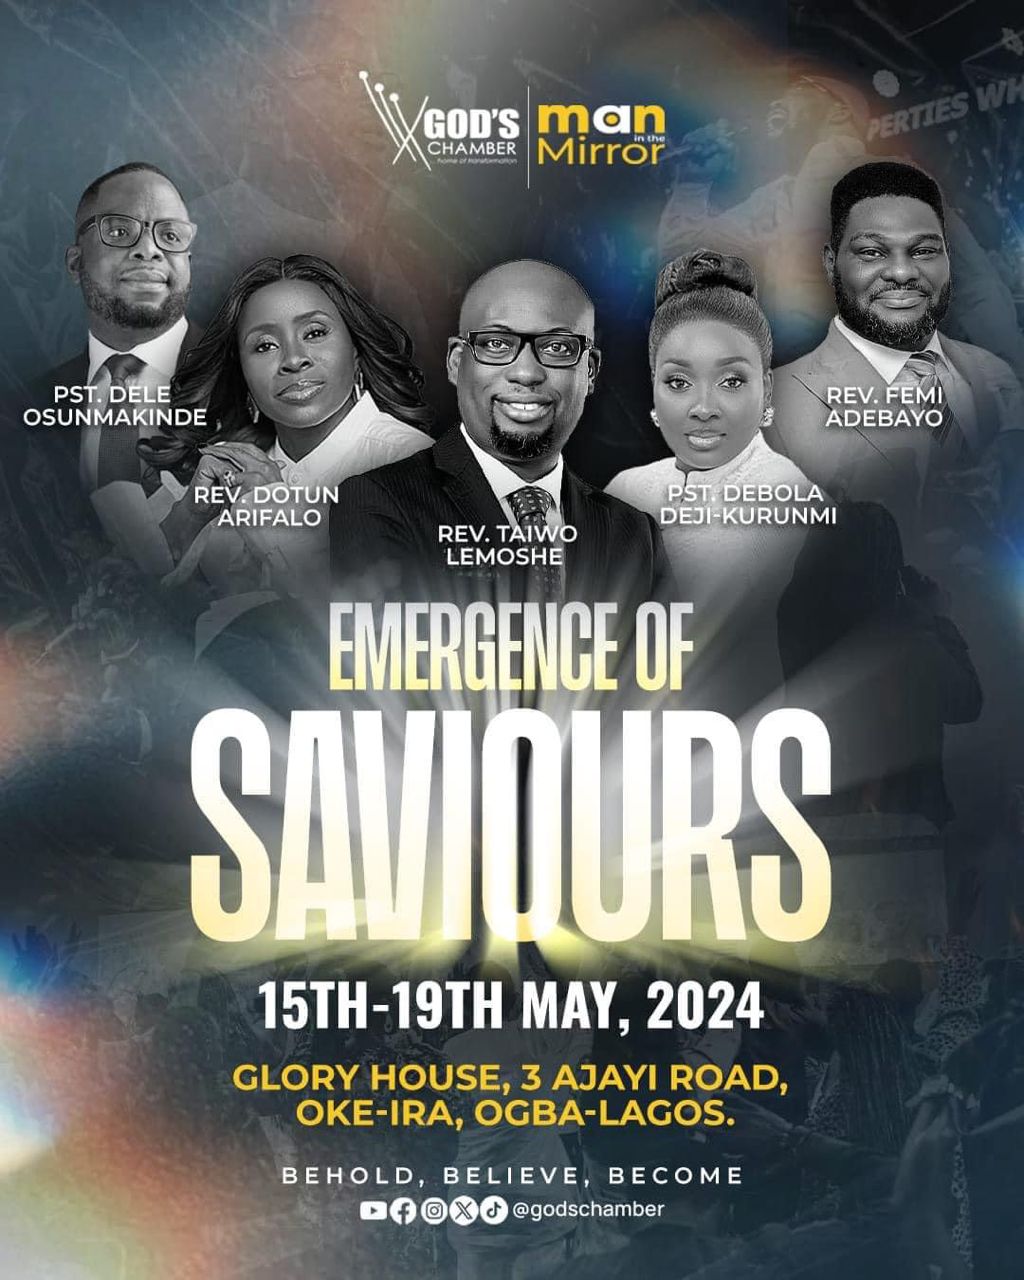 GOD'S
CHAMBER
home of transformation
man
in the
Mirror
PERTIES WH
PST. DELE
OSUNMAKINDE
REV. DOTUN
ARIFALO
REV. TAIWO
LEMOSHE
PST. DEBOLA
DEJI-KURUNMI
REV. FEMI
ADEBAYO
EMERGENCE OF
SAVIOURS
15TH-19TH MAY, 2024
GLORY HOUSE, 3 AJAYI ROAD,
OKE-IRA, OGBA-LAGOS.
BEHOLD, BELIEVE, BECOME
@godschamber